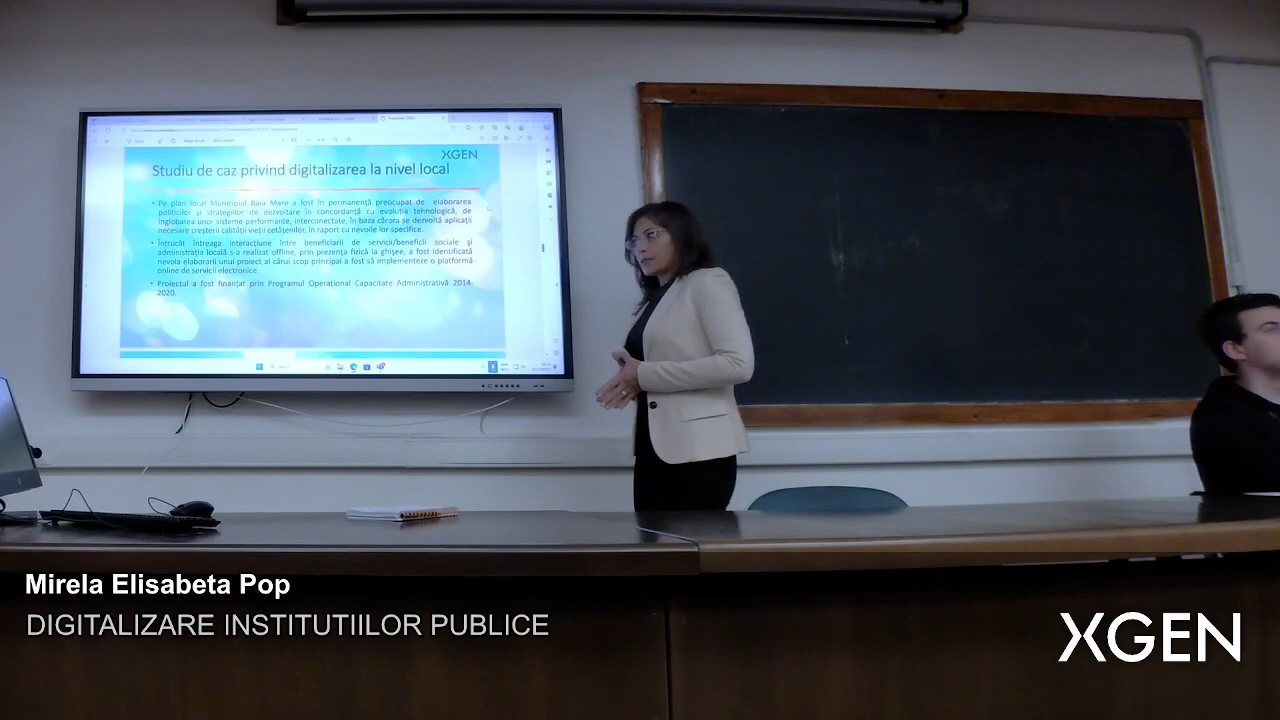 XGEN
Studiu de caz privind digitalizarea la nivel local
• Pe plan local Municipiul Baia Mare a fost în permanență preocupat de elaborarea
politicilor și strategiilor de dezvoltare în concordanță cu evoluția tehnologică, de
înglobarea unor sisteme performante, interconectate, în baza cărora se dezvoltă aplicații
necesare creșterii calității vieții cetățenilor, în raport cu nevoile lor specifice.
• Întrucât întreaga interacțiune între beneficiarii de servicii/beneficii sociale și
administrația locală s-a realizat offline, prin prezența fizică la ghișee, a fost identificată
nevoia elaborarii unui proiect al cărui scop principal a fost să implementeze o platformă
online de servicii electronice.
• Proiectul a fost finanțat prin Programul Operațional Capacitate Administrativă 2014-
2020.
Mirela Elisabeta Pop
DIGITALIZARE INSTITUTIILOR PUBLICE
XGEN